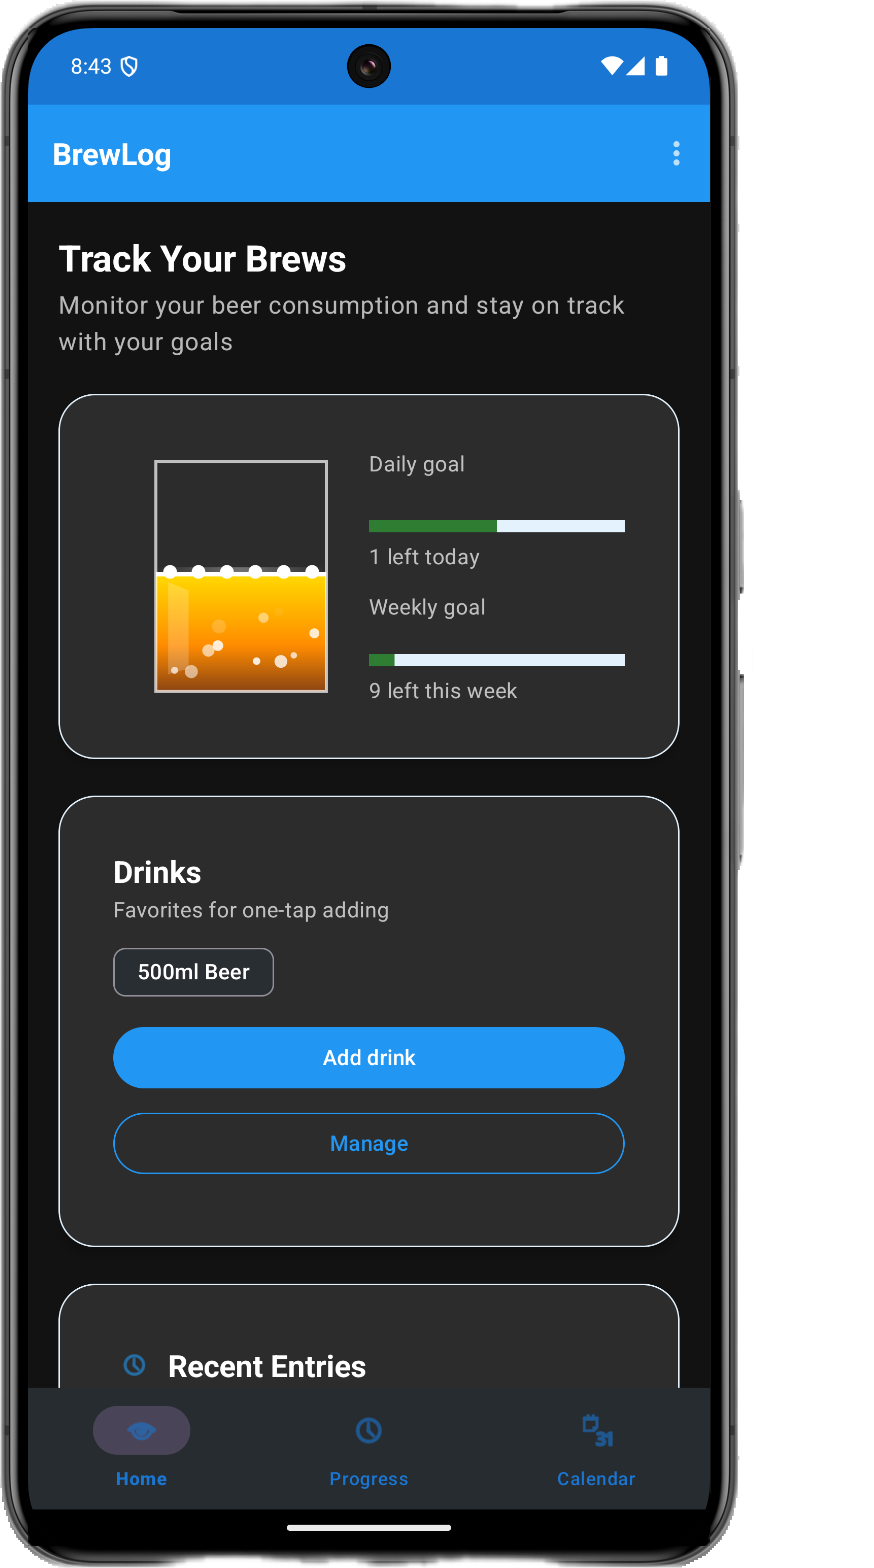 8:43
BrewLog
Track Your Brews
Monitor your beer consumption and stay on track
with your goals
Daily goal
1 left today
Weekly goal
9 left this week
Drinks
Favorites for one-tap adding
500ml Beer
Add drink
Manage
Recent Entries
31
Home
Progress
Calendar